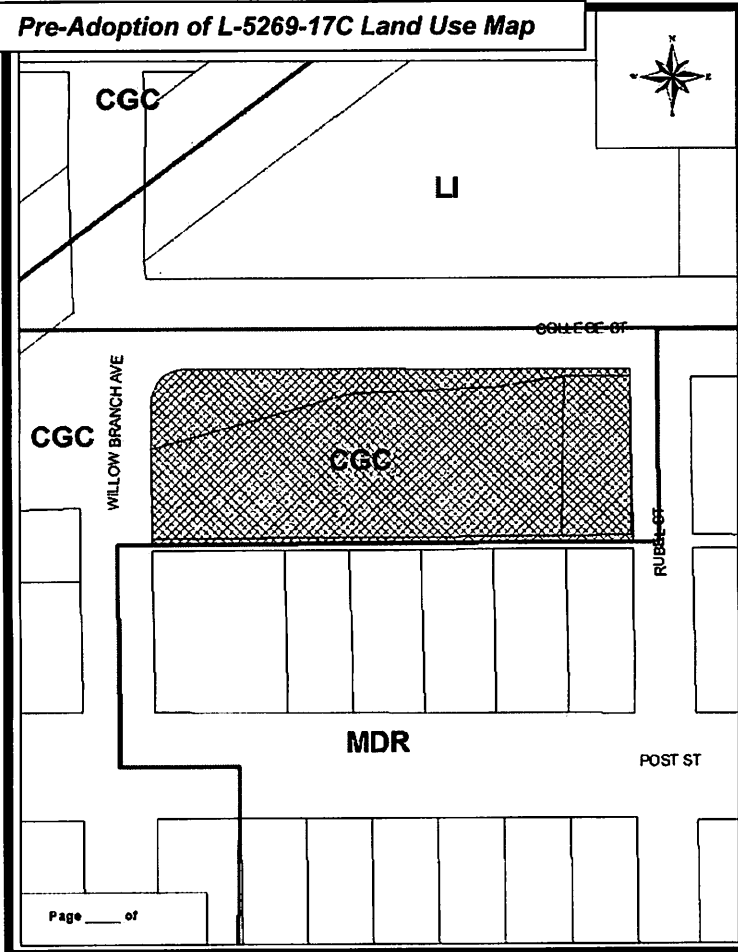 Pre-Adoption of L-5269-17C Land Use Map
N
W E
S
CGC
LI
COLLEGE ST
WILLOW BRANCH AVE
CGC
CGC
RUBEL ST
MDR
POST ST
Page ____ of